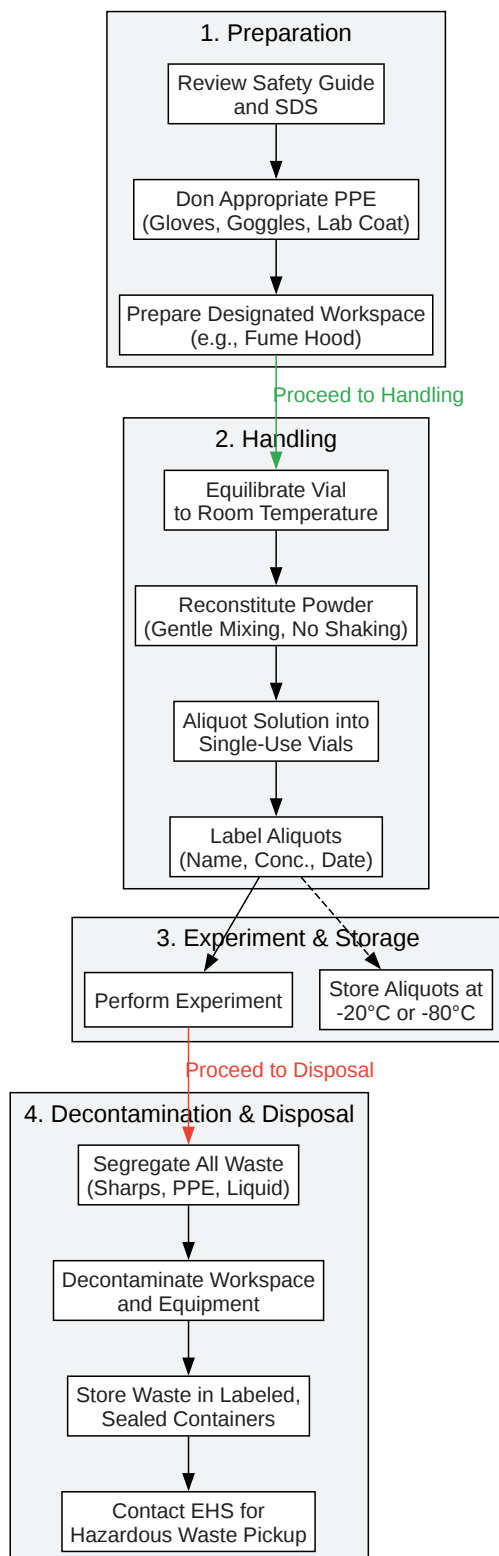 1. Preparation
Review Safety Guide
and SDS
Don Appropriate PPE
(Gloves, Goggles, Lab Coat)
Prepare Designated Workspace
(e.g., Fume Hood)
Proceed to Handling
2. Handling
Equilibrate Vial
to Room Temperature
Reconstitute Powder
(Gentle Mixing, No Shaking)
Aliquot Solution into
Single-Use Vials
Label Aliquots
(Name, Conc., Date)
3. Experiment & Storage
Perform Experiment
Store Aliquots at
-20°C or -80°C
Proceed to Disposal
4. Decontamination & Disposal
Segregate All Waste
(Sharps, PPE, Liquid)
Decontaminate Workspace
and Equipment
Store Waste in Labeled,
Sealed Containers
Contact EHS for
Hazardous Waste Pickup